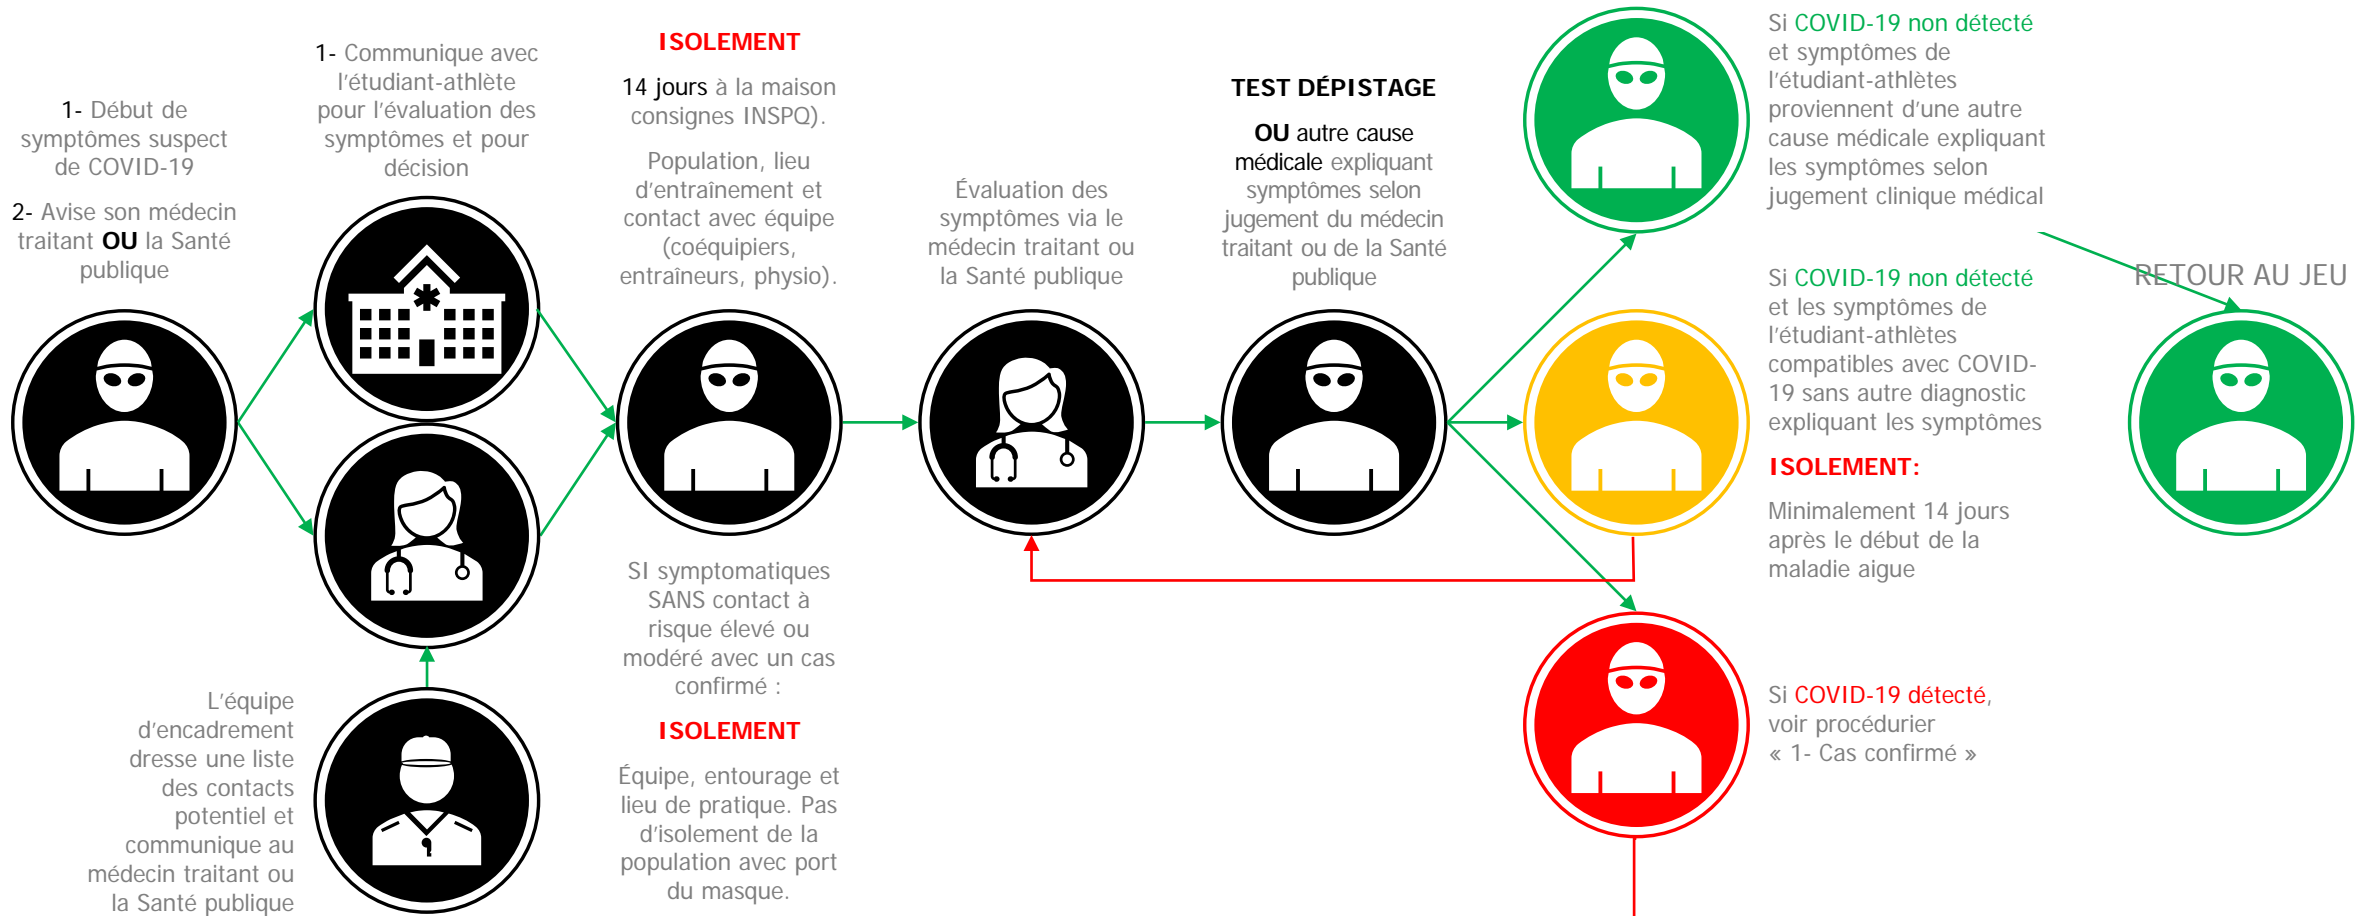 1- Début de
symptômes suspect
de COVID-19
2- Avise son médecin
traitant OU la Santé
publique
1- Communique avec
l'étudiant-athlète
pour l'évaluation des
symptômes et pour
décision
L'équipe
d'encadrement
dresse une liste
des contacts
potentiel et
communique au
médecin traitant ou
la Santé publique
ISOLEMENT
14 jours à la maison
consignes INSPQ).
Population, lieu
d'entraînement et
contact avec équipe
(coéquipiers,
entraîneurs, physio).
SI symptomatiques
SANS contact à
risque élevé ou
modéré avec un cas
confirmé :
ISOLEMENT
Équipe, entourage et
lieu de pratique. Pas
d'isolement de la
population avec port
du masque.
Évaluation des
symptômes via le
médecin traitant ou
la Santé publique
TEST DÉPISTAGE
OU autre cause
médicale expliquant
symptômes selon
jugement du médecin
traitant ou de la Santé
publique
Si COVID-19 non détecté
et symptômes de
l'étudiant-athlètes
proviennent d'une autre
cause médicale expliquant
les symptômes selon
jugement clinique médical
Si COVID-19 non détecté
et les symptômes de
l'étudiant-athlètes
compatibles avec COVID-
19 sans autre diagnostic
expliquant les symptômes
ISOLEMENT:
Minimalement 14 jours
après le début de la
maladie aigue
Si COVID-19 détecté,
voir procédurier
« 1- Cas confirmé »
RETOUR AU JEU